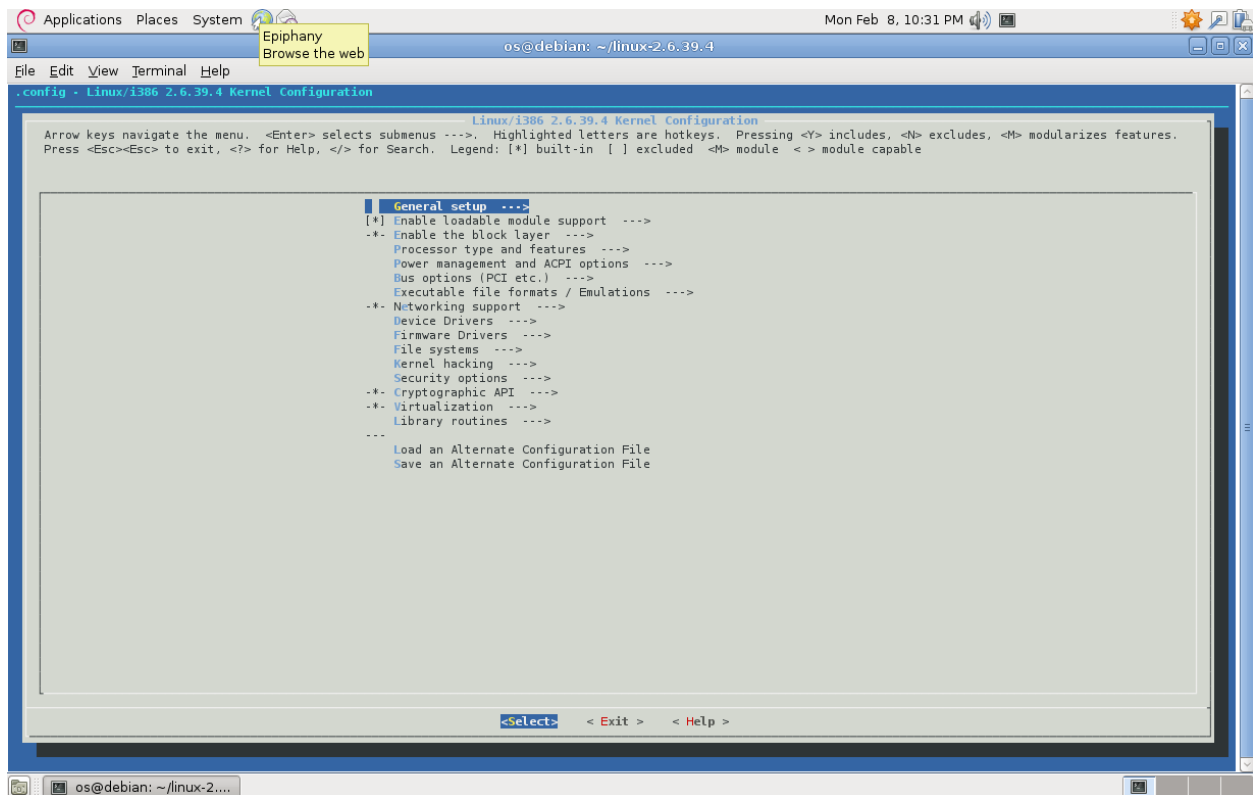 Applications Places System Mon Feb 8, 10:31 PM
Epiphany
Browse the web
os@debian: ~/linux-2.6.39.4
File Edit View Terminal Help
.config - Linux/i386 2.6.39.4 Kernel Configuration
Linux/i386 2.6.39.4 Kernel Configuration
Arrow keys navigate the menu. <Enter> selects submenus --->. Highlighted letters are hotkeys. Pressing <Y> includes, <N> excludes, <M> modularizes features.
Press <Esc><Esc> to exit, <?> for Help, </> for Search. Legend: [*] built-in [ ] excluded <M> module < > module capable
General setup --->
[*] Enable loadable module support --->
-*- Enable the block layer --->
Processor type and features --->
Power management and ACPI options --->
Bus options (PCI etc.) --->
Executable file formats / Emulations --->
-*- Networking support --->
Device Drivers --->
Firmware Drivers --->
File systems --->
Kernel hacking --->
Security options --->
-*- Cryptographic API --->
-*- Virtualization --->
Library routines --->
---
Load an Alternate Configuration File
Save an Alternate Configuration File
<Select> < Exit > < Help >
os@debian: ~/linux-2....